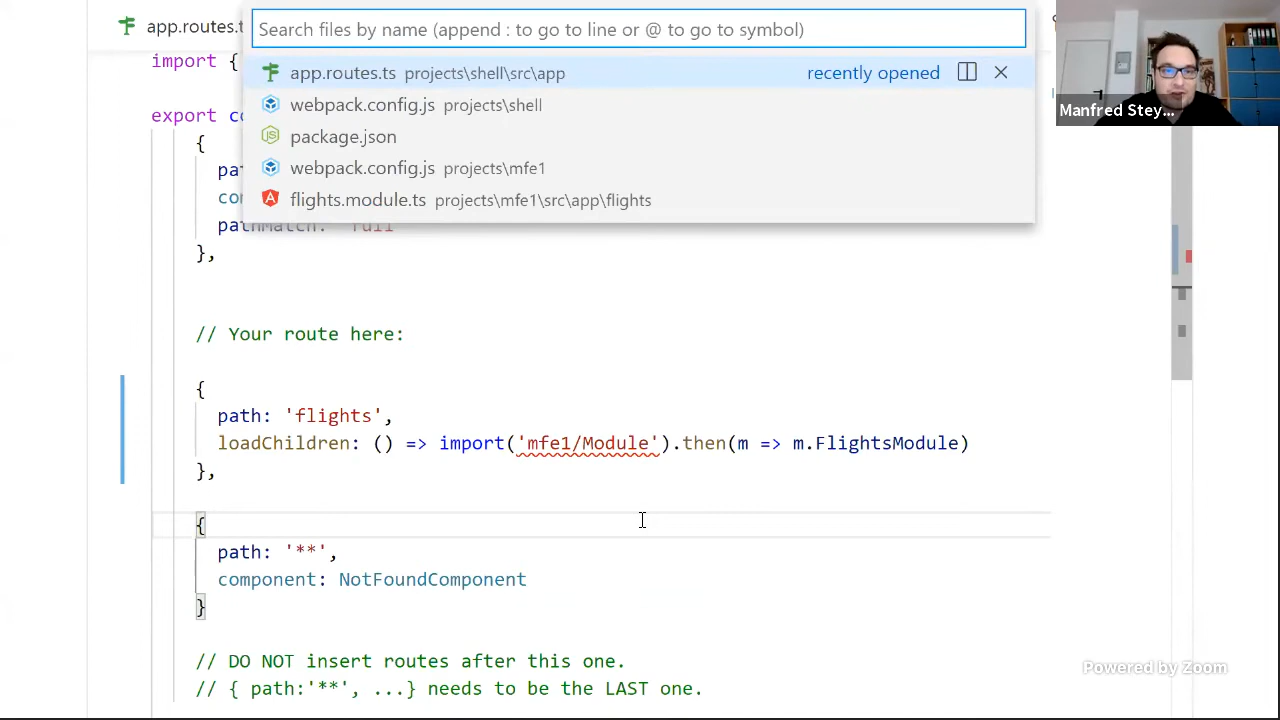 app.routes.t
Search files by name (append : to go to line or @ to go to symbol)
app.routes.ts projects\shell\src\app recently opened
webpack.config.js projects\shell
package.json
webpack.config.js projects\mfe1
flights.module.ts projects\mfe1\src\app\flights
Manfred Stey...
import {
export co
{
pat
co
pathMatch: 'full'
},
// Your route here:
{
path: 'flights',
loadChildren: () => import('mfe1/Module').then(m => m.FlightsModule)
},
{
path: '**',
component: NotFoundComponent
}
// DO NOT insert routes after this one.
// { path:'**', ...} needs to be the LAST one.
Powered by Zoom